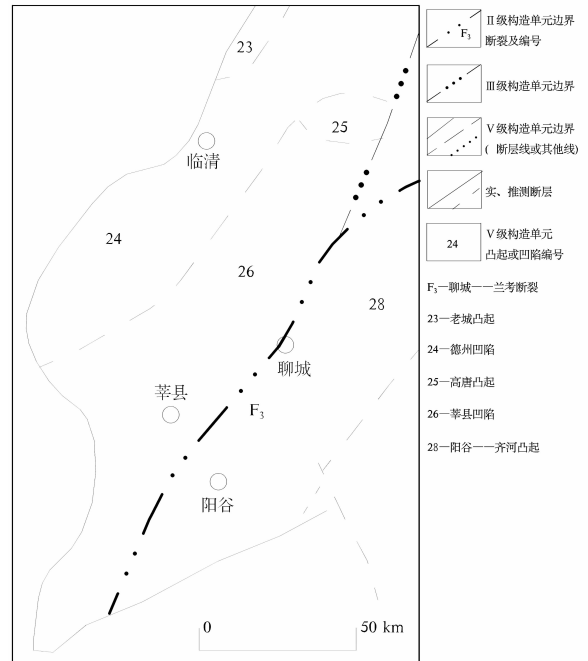 23
25
临清
24
26
28
聊城
莘县
F₃
阳谷
0
50 km
F₃
Ⅱ级构造单元边界
断裂及编号
Ⅲ级构造单元边界
Ⅴ级构造单元边界
( 断层线或其他线)
实、推测断层
24
Ⅴ级构造单元
凸起或凹陷编号
F₃—聊城——兰考断裂
23—老城凸起
24—德州凹陷
25—高唐凸起
26—莘县凹陷
28—阳谷——齐河凸起